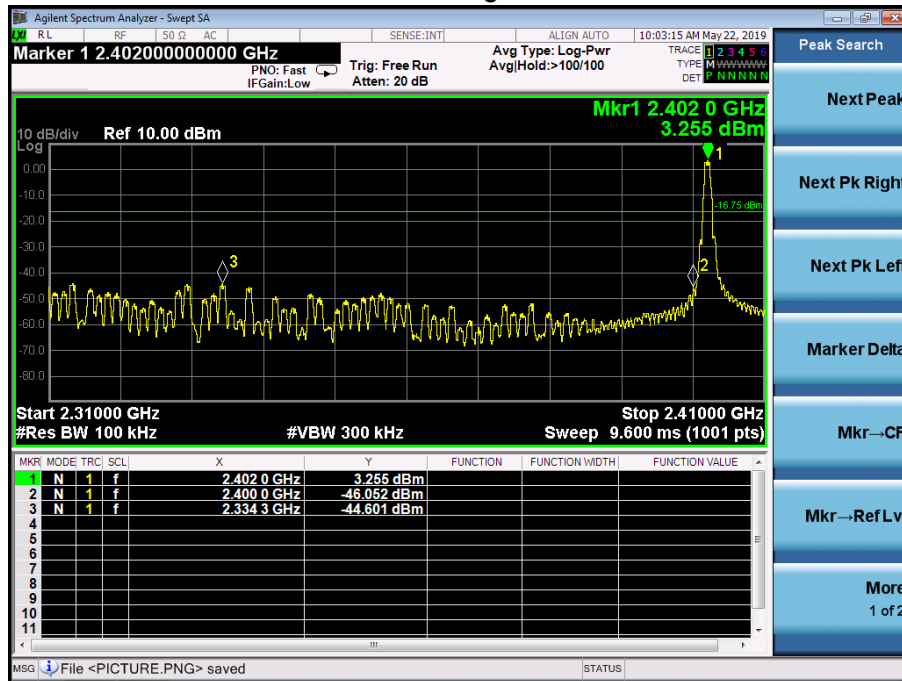 Agilent Spectrum Analyzer - Swept SA
LXI RL RF 50 Ω AC SENSE:INT ALIGN AUTO 10:03:15 AM May 22, 2019
Marker 1 2.402000000000 GHz
PNO: Fast
IFGain:Low
Trig: Free Run
Atten: 20 dB
Avg Type: Log-Pwr
Avg|Hold:>100/100
TRACE 1 2 3 4 5 6
TYPE M WWWWW
DET P N N N N N
Peak Search
Mkr1 2.402 0 GHz
3.255 dBm
10 dB/div Ref 10.00 dBm
Log
1
0.00
-10.0
-16.75 dBm
-20.0
-30.0
3
2
-40.0
-50.0
-60.0
-70.0
-80.0
Start 2.31000 GHz Stop 2.41000 GHz
#Res BW 100 kHz #VBW 300 kHz Sweep 9.600 ms (1001 pts)
MKR MODE TRC SCL X Y FUNCTION FUNCTION WIDTH FUNCTION VALUE
1 N 1 f 2.402 0 GHz 3.255 dBm
2 N 1 f 2.400 0 GHz -46.052 dBm
3 N 1 f 2.334 3 GHz -44.601 dBm
4
5
6
7
8
9
10
11
MSG File <PICTURE.PNG> saved STATUS
Next Peak
Next Pk Right
Next Pk Left
Marker Delta
Mkr→CF
Mkr→Ref Lv
More
1 of 2